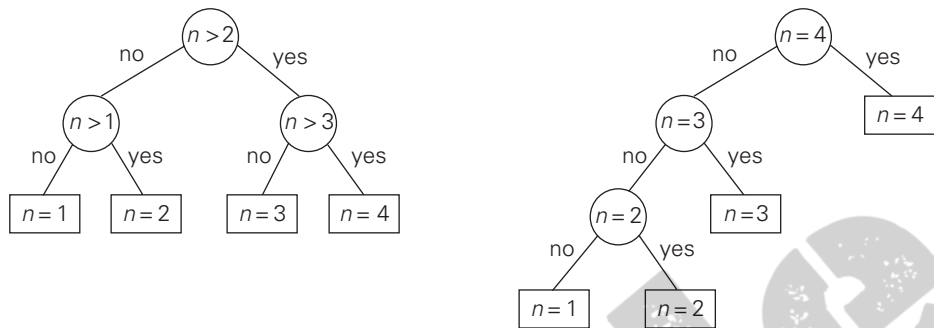 n > 2
no
yes
n > 1
n > 3
no
yes
no
yes
n = 1
n = 2
n = 3
n = 4
n = 4
no
yes
n = 3
n = 4
no
yes
n = 2
n = 3
no
yes
n = 1
n = 2